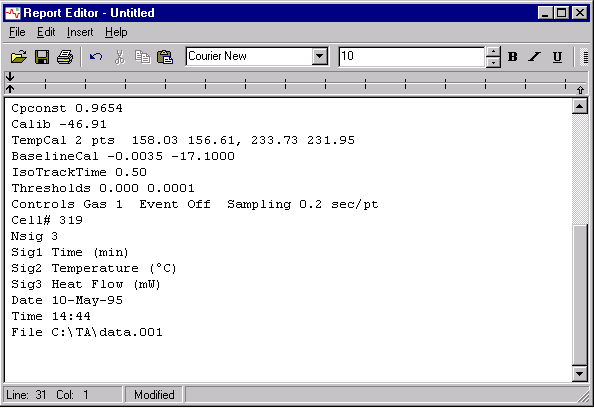 Report Editor - Untitled
File Edit Insert Help
Courier New 10 B I U
Cpconst 0.9654
Calib -46.91
TempCal 2 pts  158.03 156.61, 233.73 231.95
BaselineCal -0.0035 -17.1000
IsoTrackTime 0.50
Thresholds 0.000 0.0001
Controls Gas 1  Event Off  Sampling 0.2 sec/pt
Cell# 319
Nsig 3
Sig1 Time (min)
Sig2 Temperature (°C)
Sig3 Heat Flow (mW)
Date 10-May-95
Time 14:44
File C:\TA\data.001
Line: 31 Col: 1 Modified